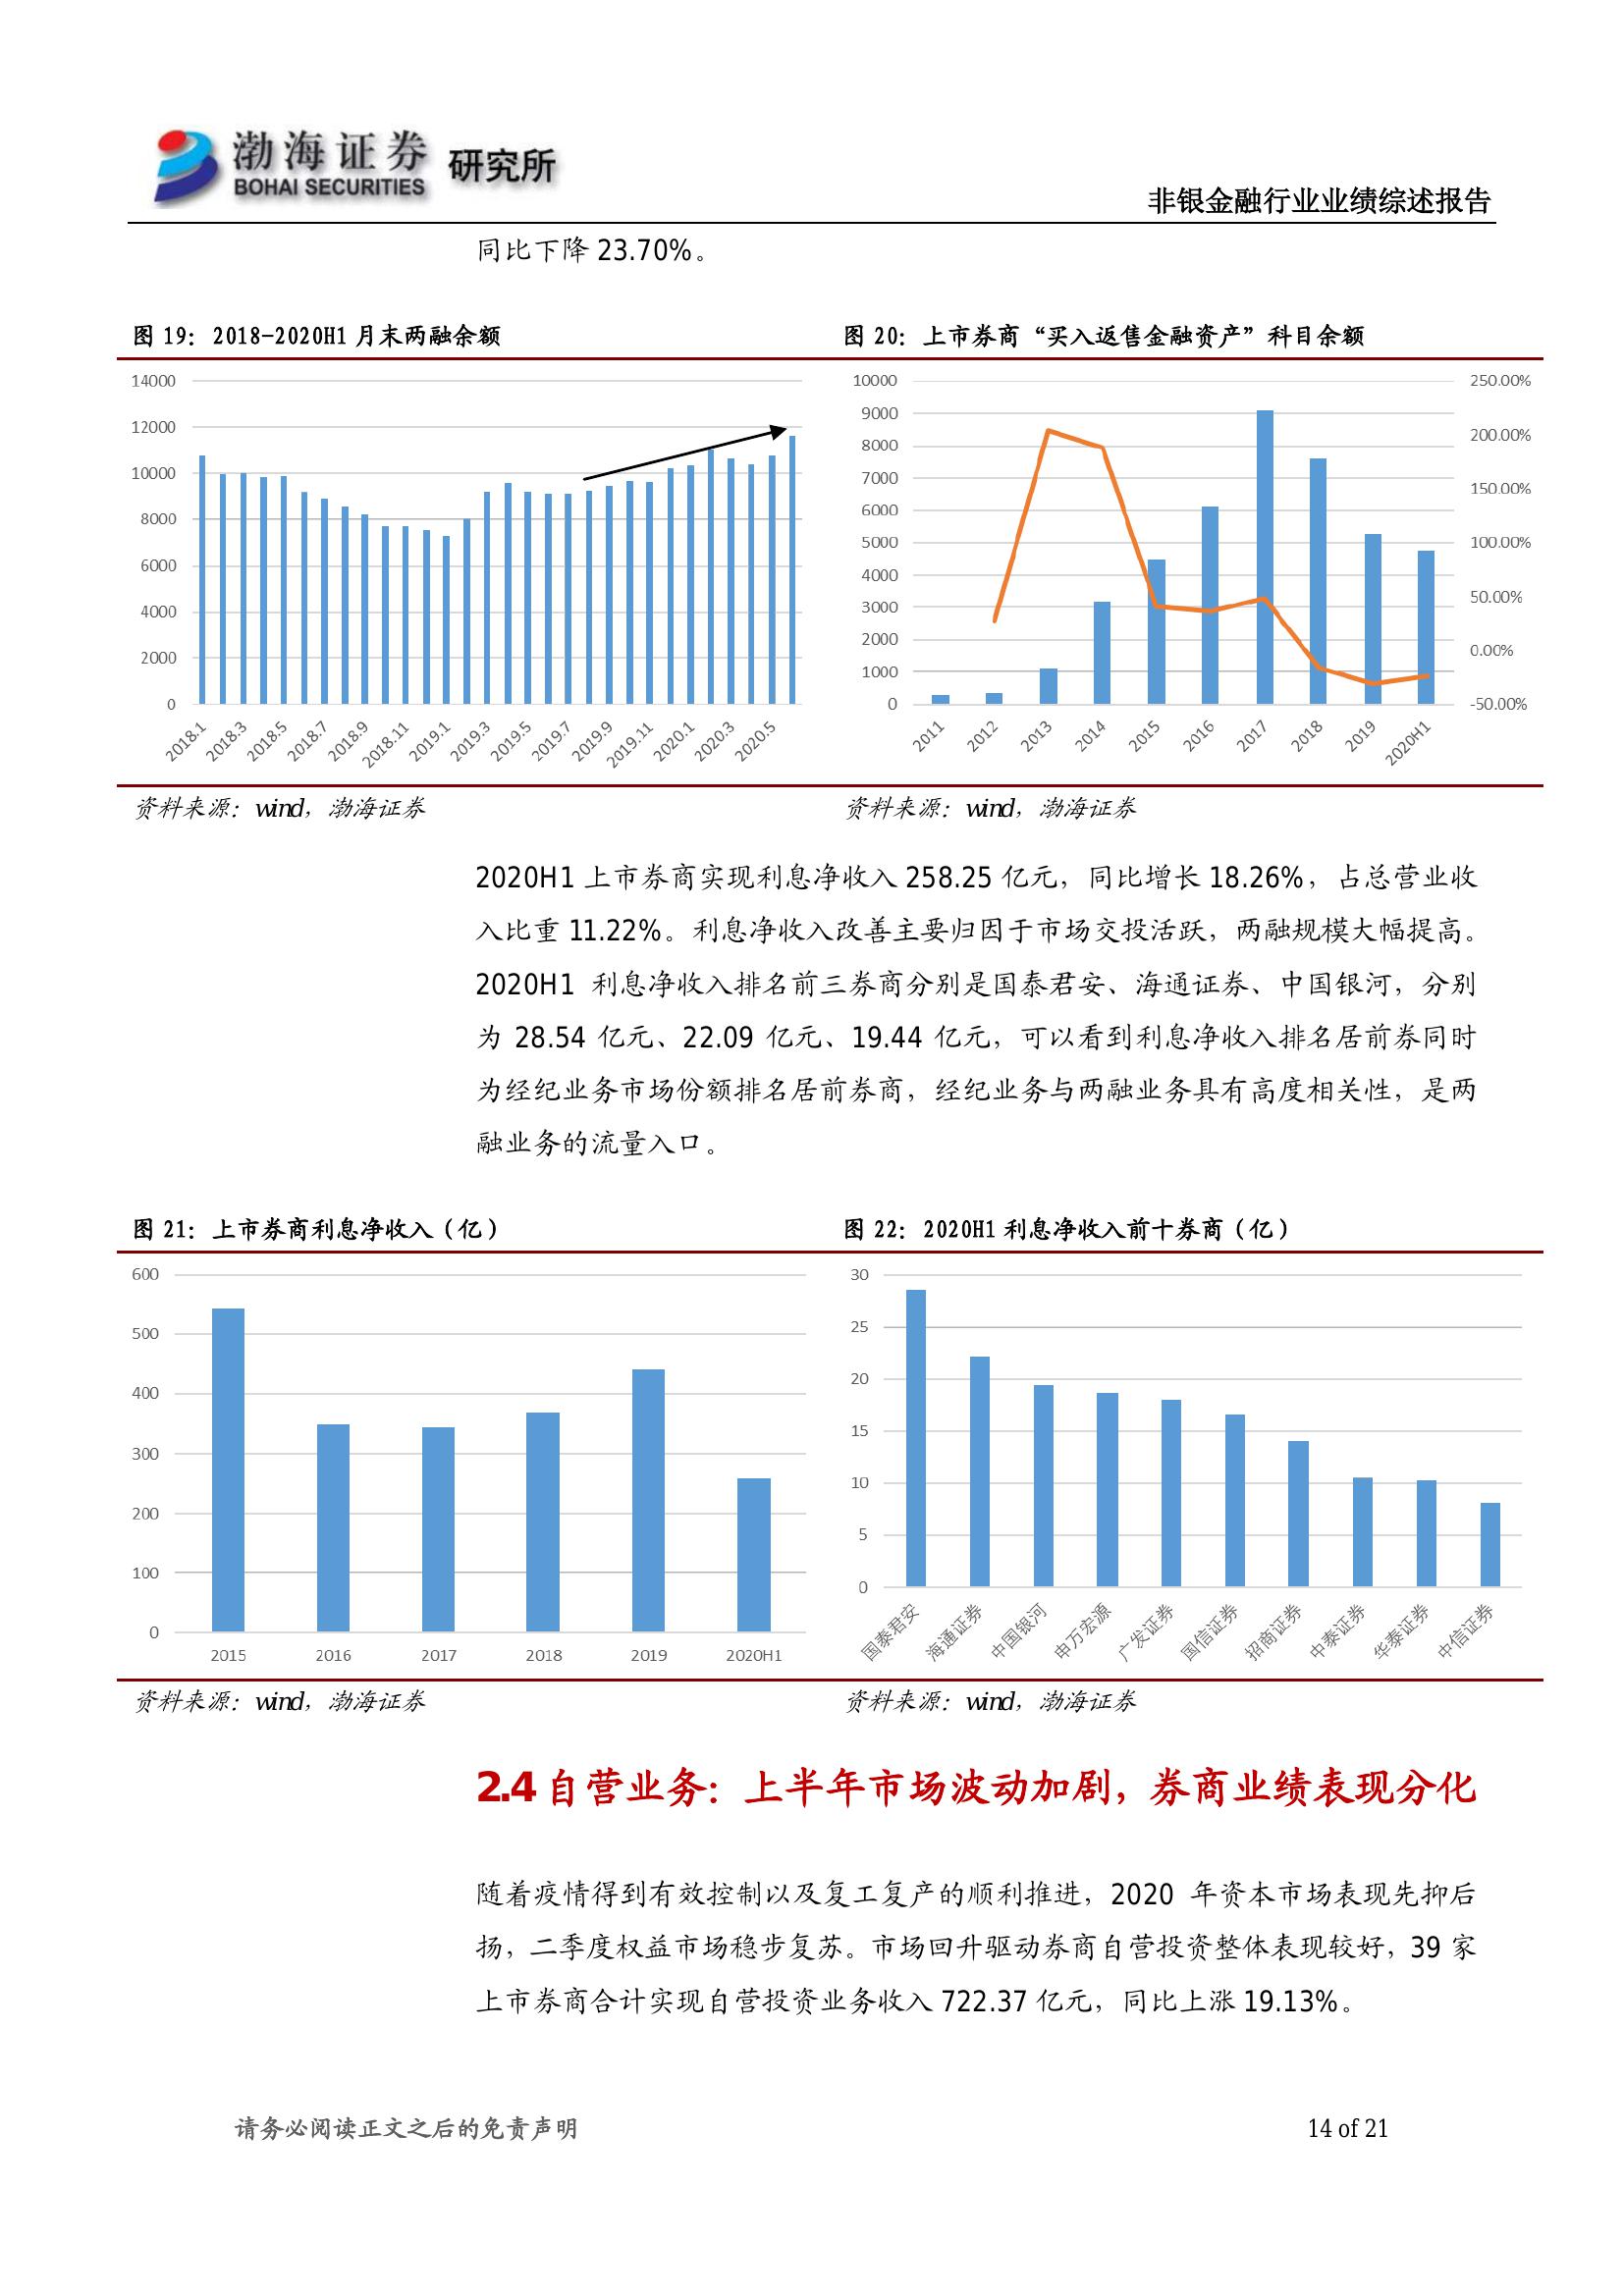 渤海证券 研究所
BOHAI SECURITIES
非银金融行业业绩综述报告
同比下降 23.70%。
图 19：2018-2020H1 月末两融余额
14000
12000
10000
8000
6000
4000
2000
0
2018.1 2018.3 2018.5 2018.7 2018.9 2018.11 2019.1 2019.3 2019.5 2019.7 2019.9 2019.11 2020.1 2020.3 2020.5
资料来源：wind，渤海证券
图 20：上市券商“买入返售金融资产”科目余额
10000
9000
8000
7000
6000
5000
4000
3000
2000
1000
0
250.00%
200.00%
150.00%
100.00%
50.00%
0.00%
-50.00%
2011 2012 2013 2014 2015 2016 2017 2018 2019 2020H1
资料来源：wind，渤海证券
2020H1 上市券商实现利息净收入 258.25 亿元，同比增长 18.26%，占总营业收
入比重 11.22%。利息净收入改善主要归因于市场交投活跃，两融规模大幅提高。
2020H1 利息净收入排名前三券商分别是国泰君安、海通证券、中国银河，分别
为 28.54 亿元、22.09 亿元、19.44 亿元，可以看到利息净收入排名居前券同时
为经纪业务市场份额排名居前券商，经纪业务与两融业务具有高度相关性，是两
融业务的流量入口。
图 21：上市券商利息净收入（亿）
600
500
400
300
200
100
0
2015 2016 2017 2018 2019 2020H1
资料来源：wind，渤海证券
图 22：2020H1 利息净收入前十券商（亿）
30
25
20
15
10
5
0
国泰君安 海通证券 中国银河 申万宏源 广发证券 国信证券 招商证券 中泰证券 华泰证券 中信证券
资料来源：wind，渤海证券
2.4 自营业务：上半年市场波动加剧，券商业绩表现分化
随着疫情得到有效控制以及复工复产的顺利推进，2020 年资本市场表现先抑后
扬，二季度权益市场稳步复苏。市场回升驱动券商自营投资整体表现较好，39 家
上市券商合计实现自营投资业务收入 722.37 亿元，同比上涨 19.13%。
请务必阅读正文之后的免责声明
14 of 21